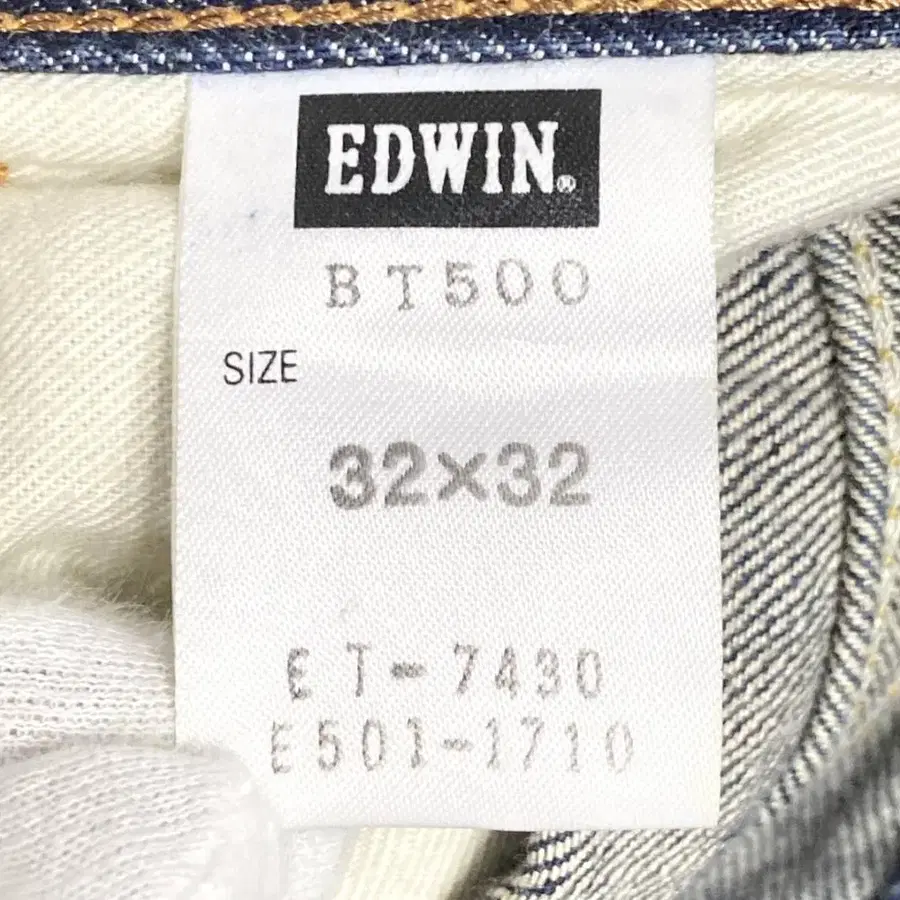 EDWIN®
BT500
SIZE
32×32
ET-7430
E501-1710